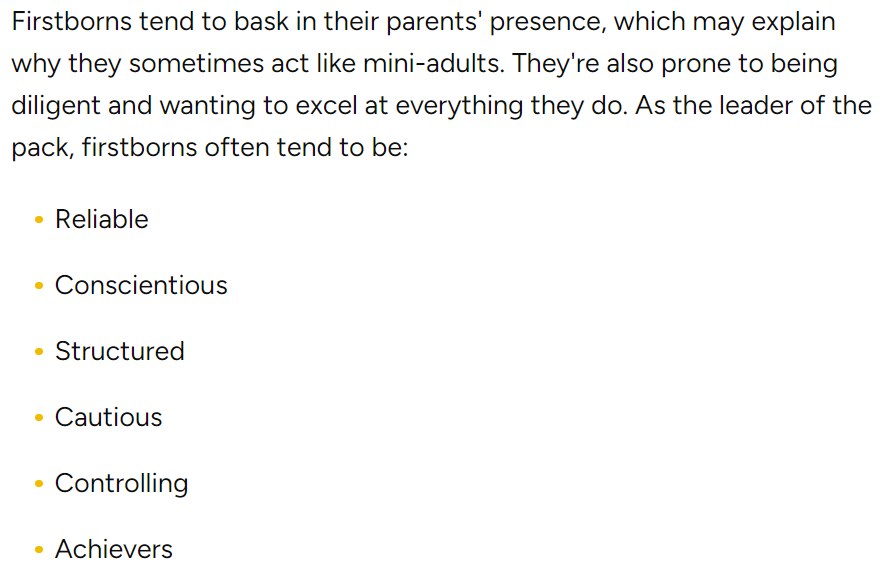 Firstborns tend to bask in their parents' presence, which may explain
why they sometimes act like mini-adults. They're also prone to being
diligent and wanting to excel at everything they do. As the leader of the
pack, firstborns often tend to be:
• Reliable
• Conscientious
• Structured
• Cautious
• Controlling
• Achievers